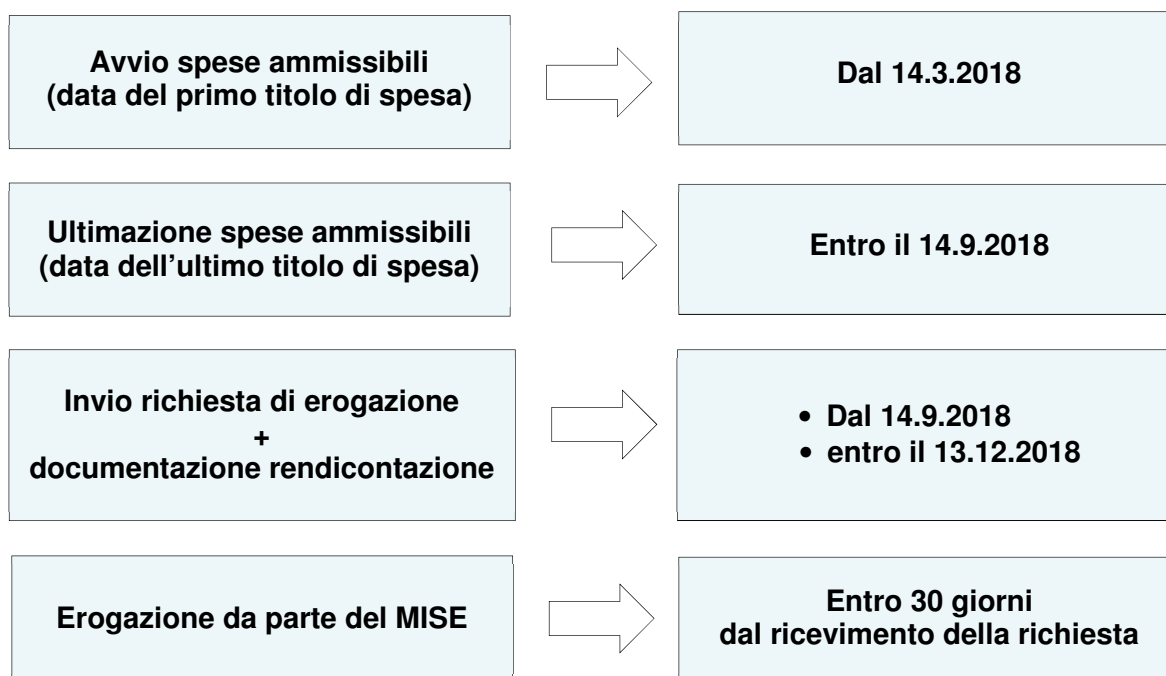 Avvio spese ammissibili
(data del primo titolo di spesa)
Dal 14.3.2018
Ultimazione spese ammissibili
(data dell’ultimo titolo di spesa)
Entro il 14.9.2018
Invio richiesta di erogazione
+
documentazione rendicontazione
• Dal 14.9.2018
• entro il 13.12.2018
Erogazione da parte del MISE
Entro 30 giorni
dal ricevimento della richiesta